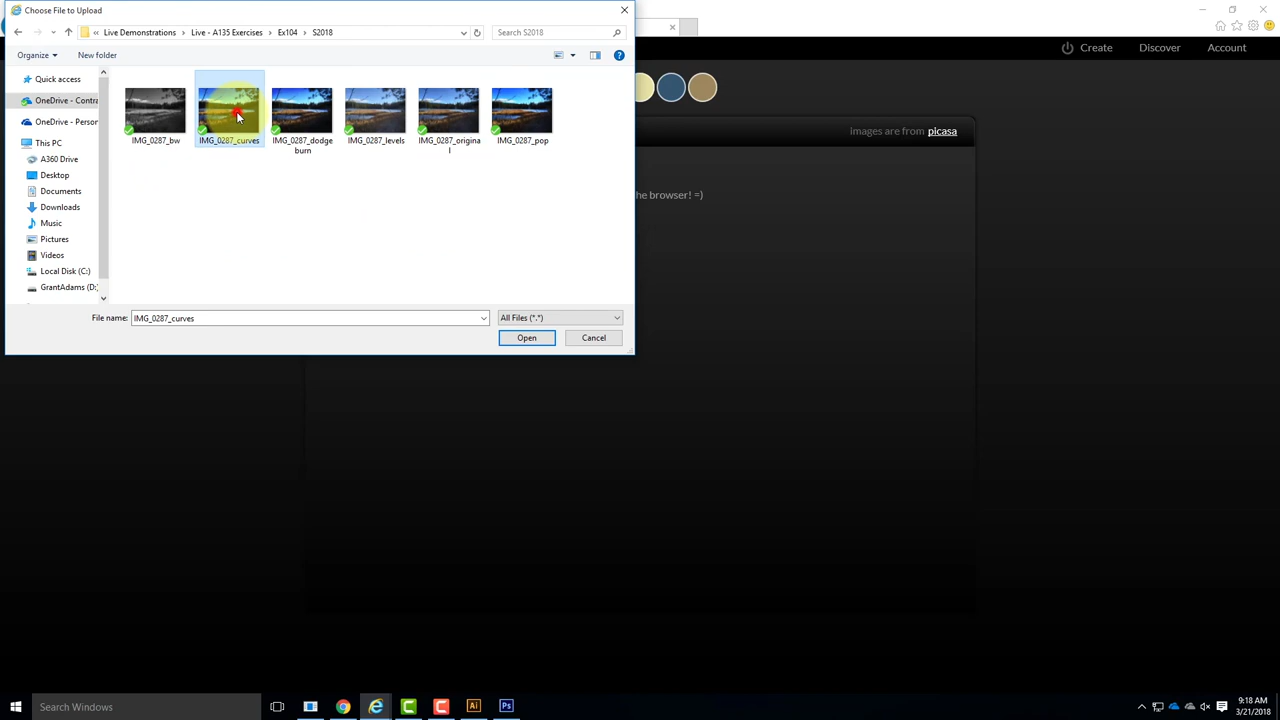 Choose File to Upload
« Live Demonstrations › Live - A135 Exercises › Ex104 › S2018
Search S2018
Organize
New folder
Create
Discover
Account
Quick access
OneDrive - Contra
OneDrive - Person
This PC
A360 Drive
Desktop
Documents
Downloads
Music
Pictures
Videos
Local Disk (C:)
GrantAdams (D:)
IMG_0287_bw
IMG_0287_curves
IMG_0287_dodge
burn
IMG_0287_levels
IMG_0287_origina
l
IMG_0287_pop
images are from picasa
he browser! =)
File name:
IMG_0287_curves
All Files (*.*)
Open
Cancel
Search Windows
Ai
Ps
9:18 AM
3/21/2018